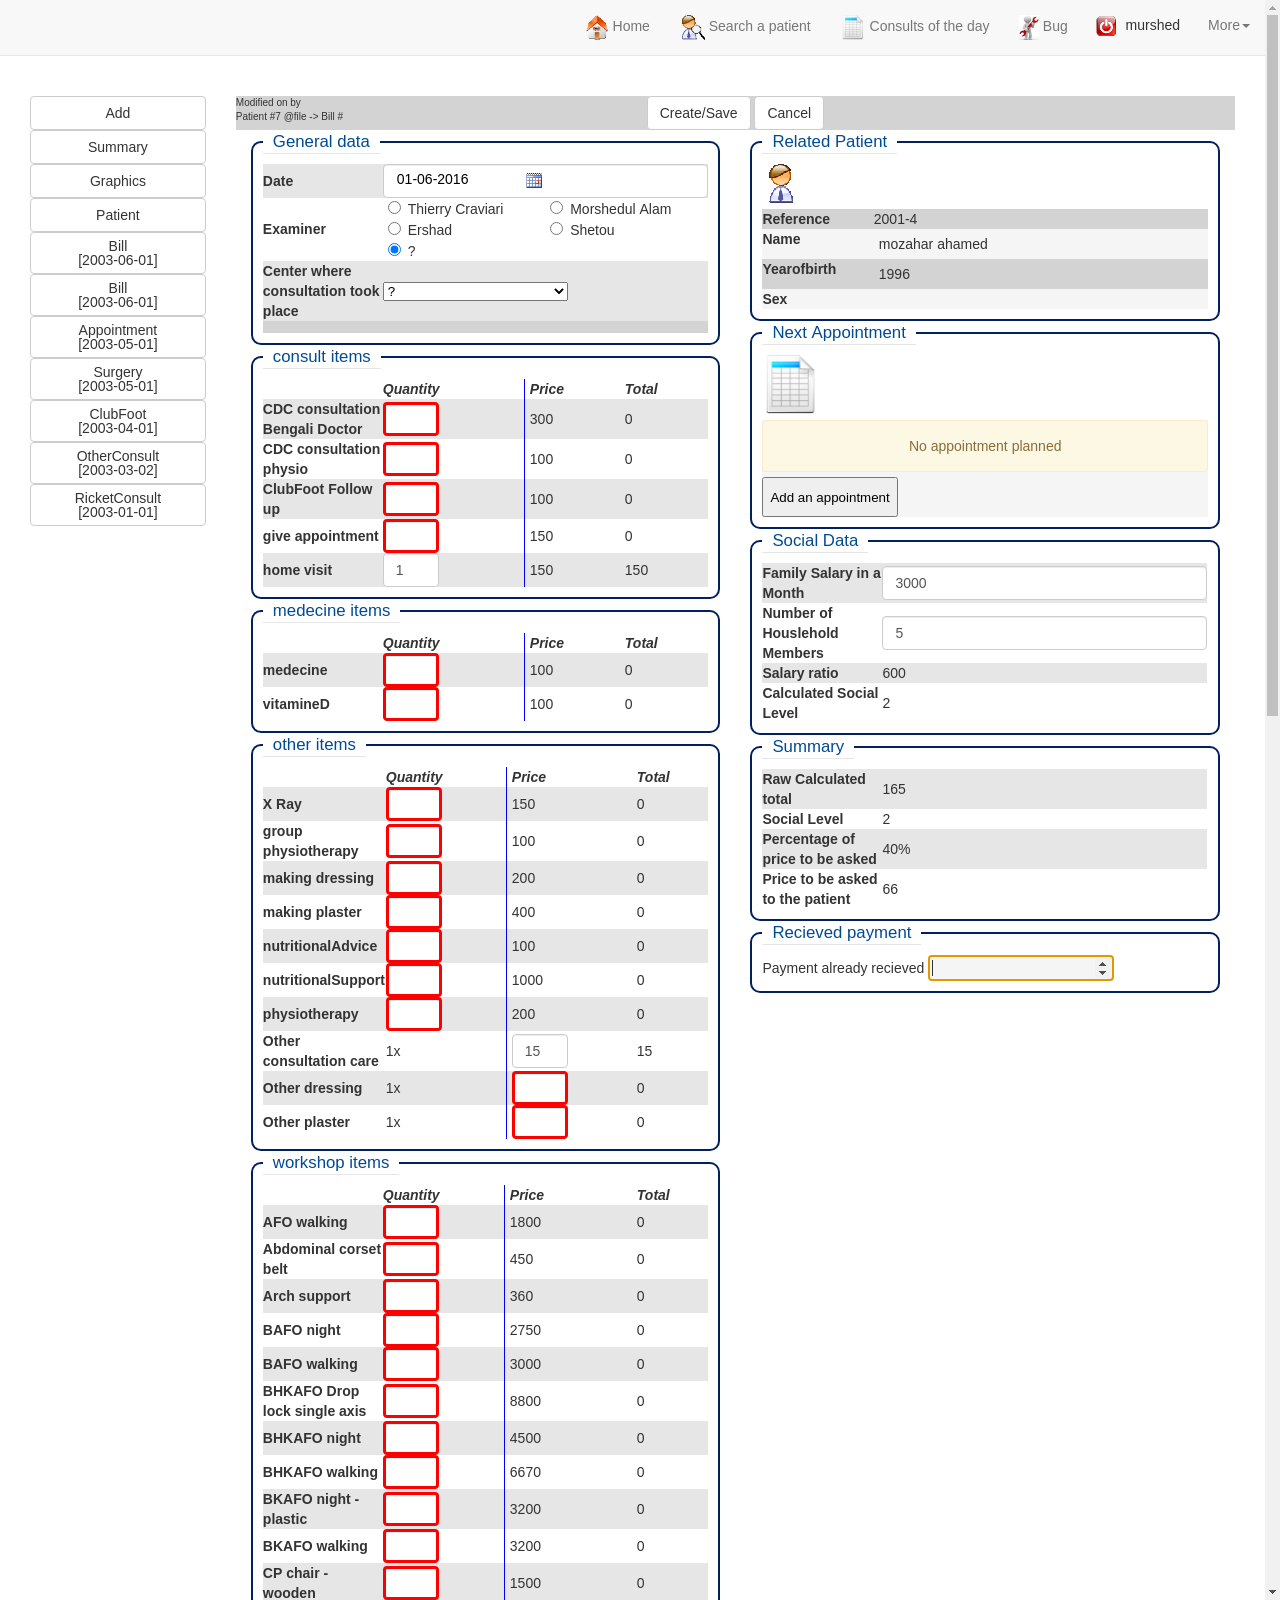 Home
Search a patient
Consults of the day
Bug
murshed
More
Add
Summary
Graphics
Patient
Bill
[2003-06-01]
Bill
[2003-06-01]
Appointment
[2003-05-01]
Surgery
[2003-05-01]
ClubFoot
[2003-04-01]
OtherConsult
[2003-03-02]
RicketConsult
[2003-01-01]
Modified on by
Patient #7 @file -> Bill #
Create/Save
Cancel
General data
Date 01-06-2016
Examiner
Thierry Craviari
Morshedul Alam
Ershad
Shetou
?
Center where
consultation took
place
?
consult items
Quantity Price Total
CDC consultation
Bengali Doctor
300 0
CDC consultation
physio
100 0
ClubFoot Follow
up
100 0
give appointment 150 0
home visit 1 150 150
medecine items
Quantity Price Total
medecine 100 0
vitamineD 100 0
other items
Quantity Price Total
X Ray 150 0
group
physiotherapy
100 0
making dressing 200 0
making plaster 400 0
nutritionalAdvice 100 0
nutritionalSupport 1000 0
physiotherapy 200 0
Other
consultation care
1x 15 15
Other dressing 1x 0
Other plaster 1x 0
workshop items
Quantity Price Total
AFO walking 1800 0
Abdominal corset
belt
450 0
Arch support 360 0
BAFO night 2750 0
BAFO walking 3000 0
BHKAFO Drop
lock single axis
8800 0
BHKAFO night 4500 0
BHKAFO walking 6670 0
BKAFO night -
plastic
3200 0
BKAFO walking 3200 0
CP chair -
wooden
1500 0
Related Patient
Reference 2001-4
Name mozahar ahamed
Yearofbirth 1996
Sex
Next Appointment
No appointment planned
Add an appointment
Social Data
Family Salary in a
Month
3000
Number of
Houslehold
Members
5
Salary ratio 600
Calculated Social
Level
2
Summary
Raw Calculated
total
165
Social Level 2
Percentage of
price to be asked
40%
Price to be asked
to the patient
66
Recieved payment
Payment already recieved